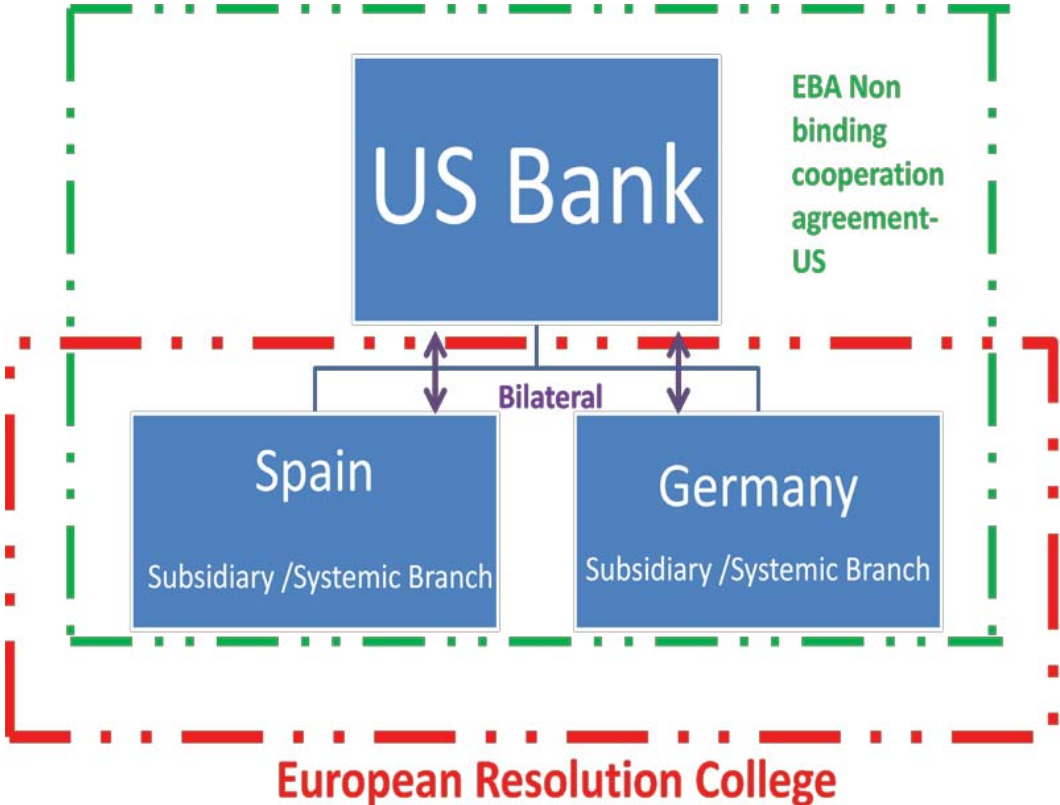 US Bank
EBA Non
binding
cooperation
agreement-
US
Bilateral
Spain
Subsidiary /Systemic Branch
Germany
Subsidiary /Systemic Branch
European Resolution College